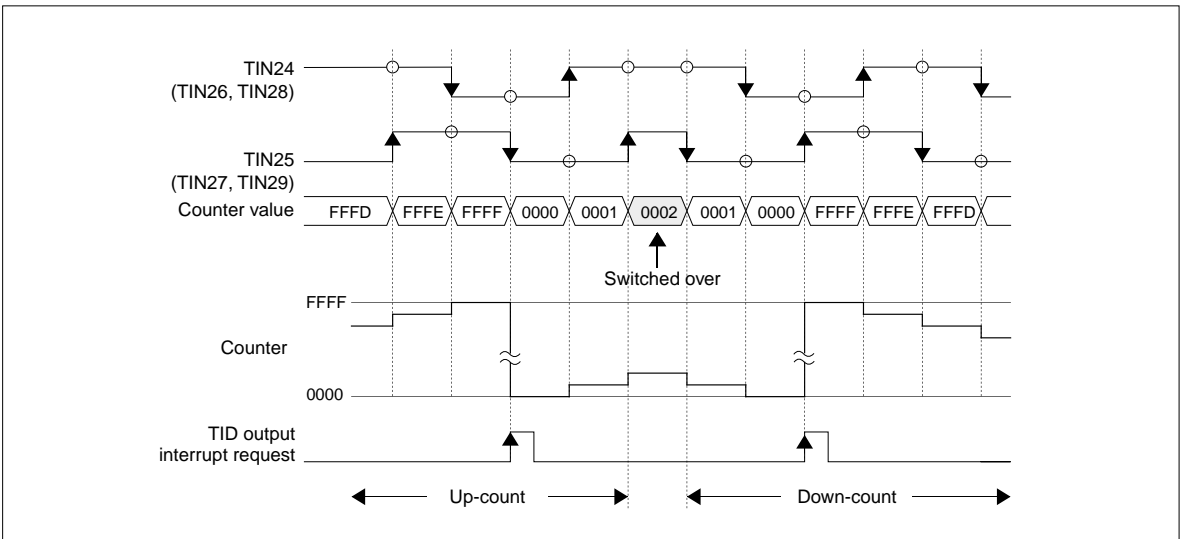 TIN24
(TIN26, TIN28)
TIN25
(TIN27, TIN29)
Counter value FFFD FFFE FFFF 0000 0001 0002 0001 0000 FFFF FFFE FFFD
Switched over
FFFF
Counter
0000
TID output
interrupt request
Up-count Down-count